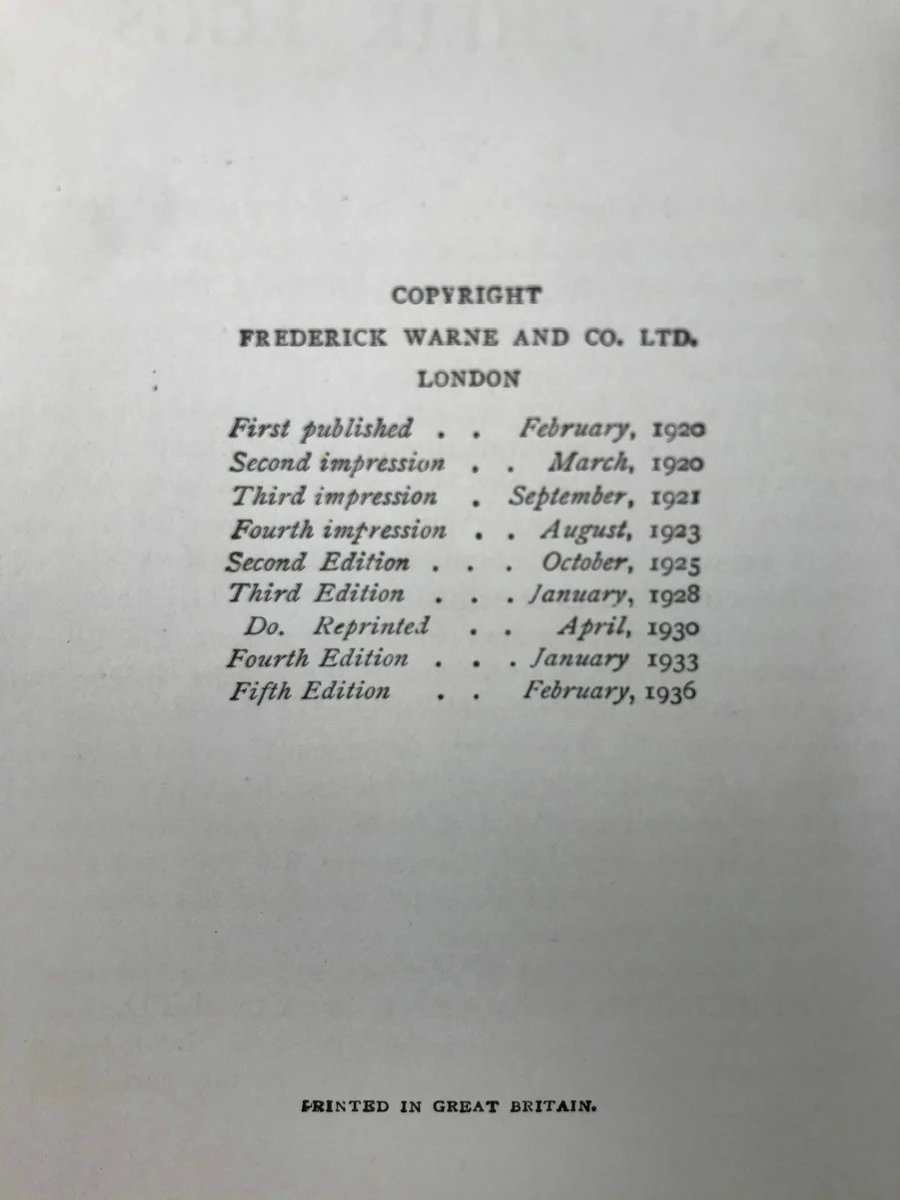 COPYRIGHT
FREDERICK WARNE AND CO. LTD.
LONDON
First published . . February, 1920
Second impression . . March, 1920
Third impression . September, 1921
Fourth impression . . August, 1923
Second Edition . . . October, 1925
Third Edition . . . January, 1928
Do. Reprinted . . April, 1930
Fourth Edition . . . January 1933
Fifth Edition . . February, 1936
PRINTED IN GREAT BRITAIN.